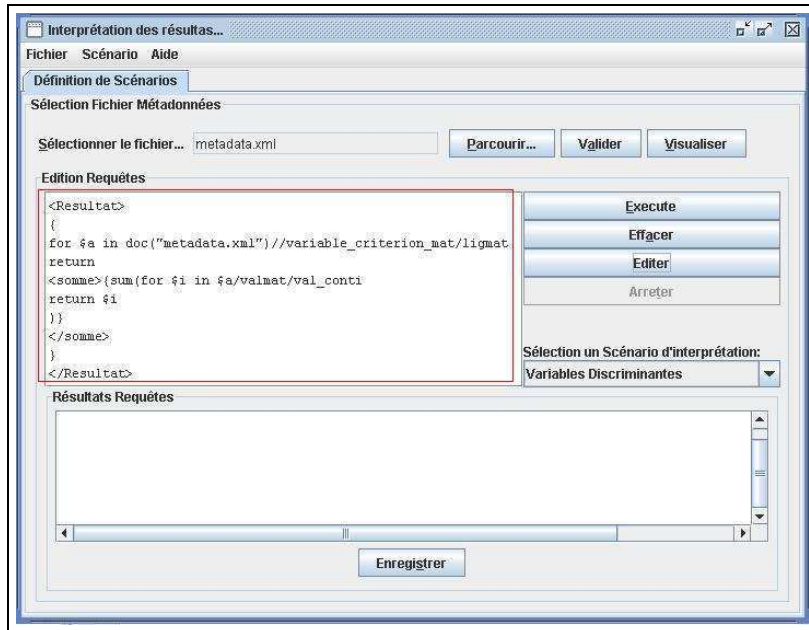 Interprétation des résultas...
Fichier Scénario Aide
Définition de Scénarios
Sélection Fichier Métadonnées
Sélectionner le fichier... metadata.xml Parcourir... Valider Visualiser
Edition Requêtes
<Resultat>
{
for $a in doc("metadata.xml")//variable_criterion_mat/ligmat
return
<somme>{sum(for $i in $a/valmat/val_conti
return $i
)}
</somme>
}
</Resultat>
Execute
Effacer
Editer
Arreter
Sélection un Scénario d'interprétation:
Variables Discriminantes
Résultats Requêtes
Enregistrer